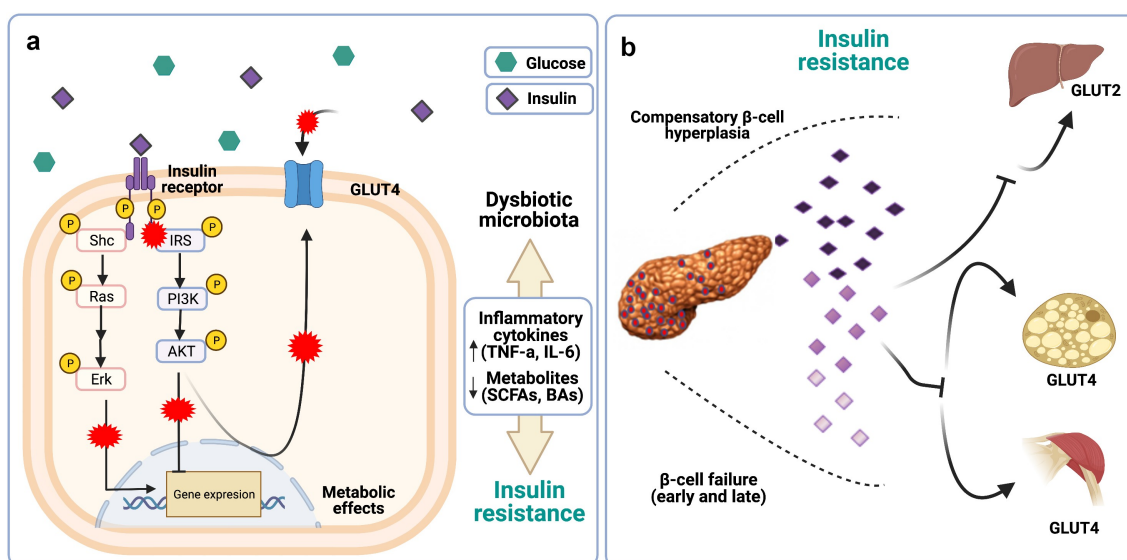 a
Glucose
Insulin
Insulin
receptor
GLUT4
P
P
P
P
Shc
IRS
P
P
Ras
PI3K
P
P
Erk
AKT
Gene expresion
Metabolic
effects
Dysbiotic
microbiota
Inflammatory
cytokines
(TNF-a, IL-6)
Metabolites
(SCFAs, BAs)
Insulin
resistance
b
Insulin
resistance
Compensatory β-cell
hyperplasia
β-cell failure
(early and late)
GLUT2
GLUT4
GLUT4